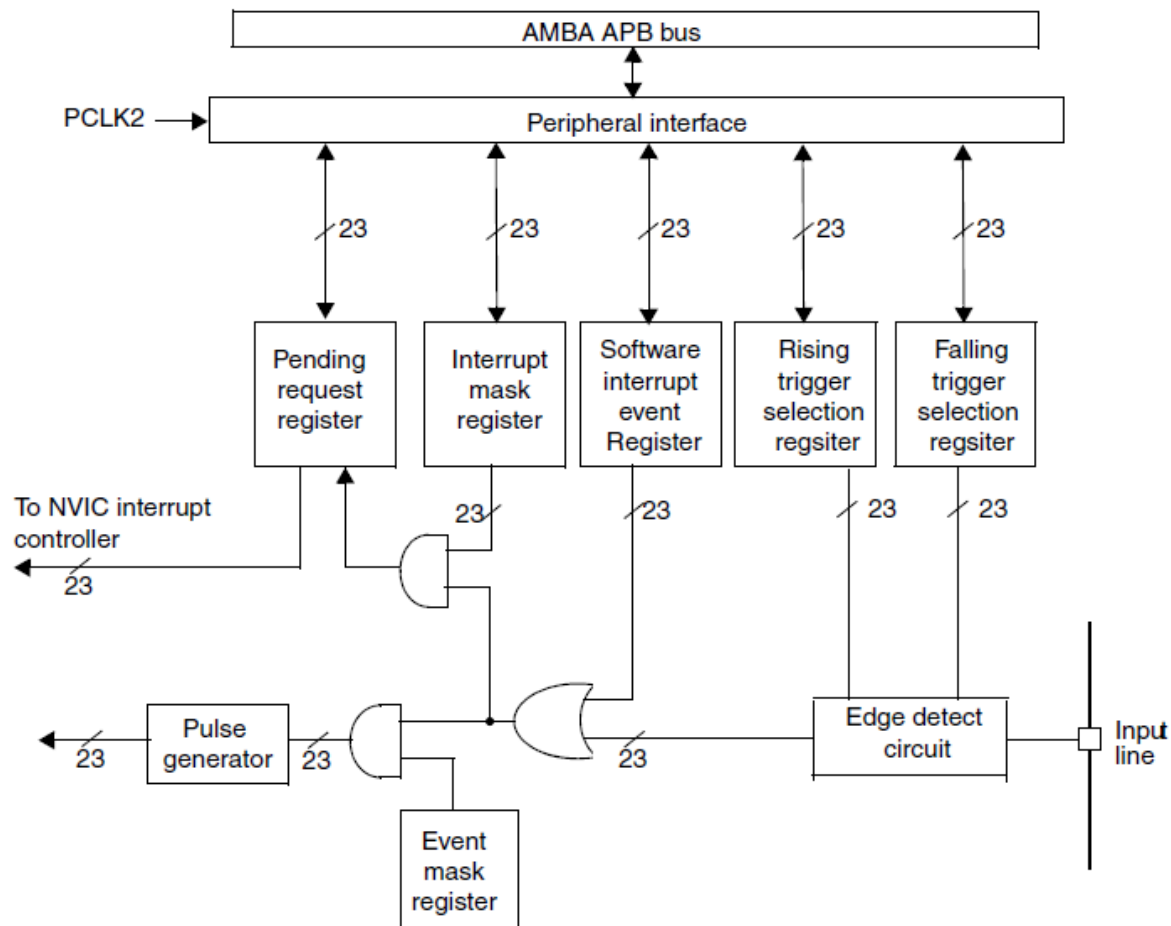 AMBA APB bus
PCLK2
Peripheral interface
23
23
23
23
23
Pending
request
register
Interrupt
mask
register
Software
interrupt
event
Register
Rising
trigger
selection
regsiter
Falling
trigger
selection
regsiter
To NVIC interrupt
controller
23
23
23
23
23
Pulse
generator
23
23
23
Edge detect
circuit
Input
line
Event
mask
register